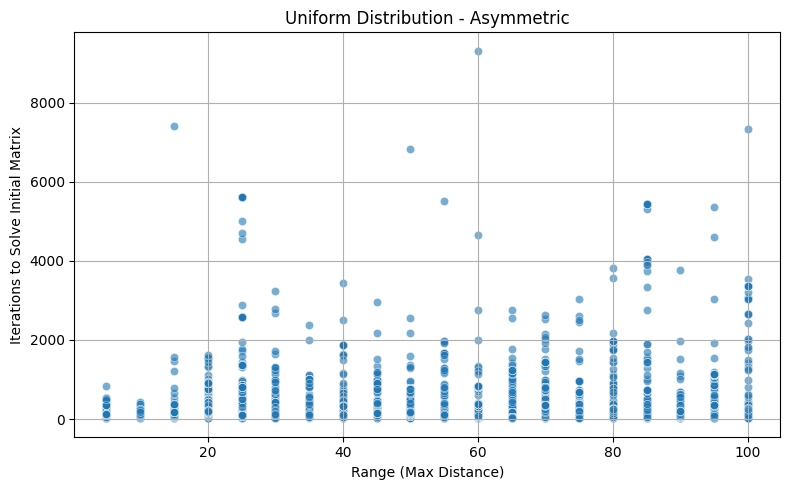 Uniform Distribution - Asymmetric
Iterations to Solve Initial Matrix
8000
6000
4000
2000
0
20 40 60 80 100
Range (Max Distance)